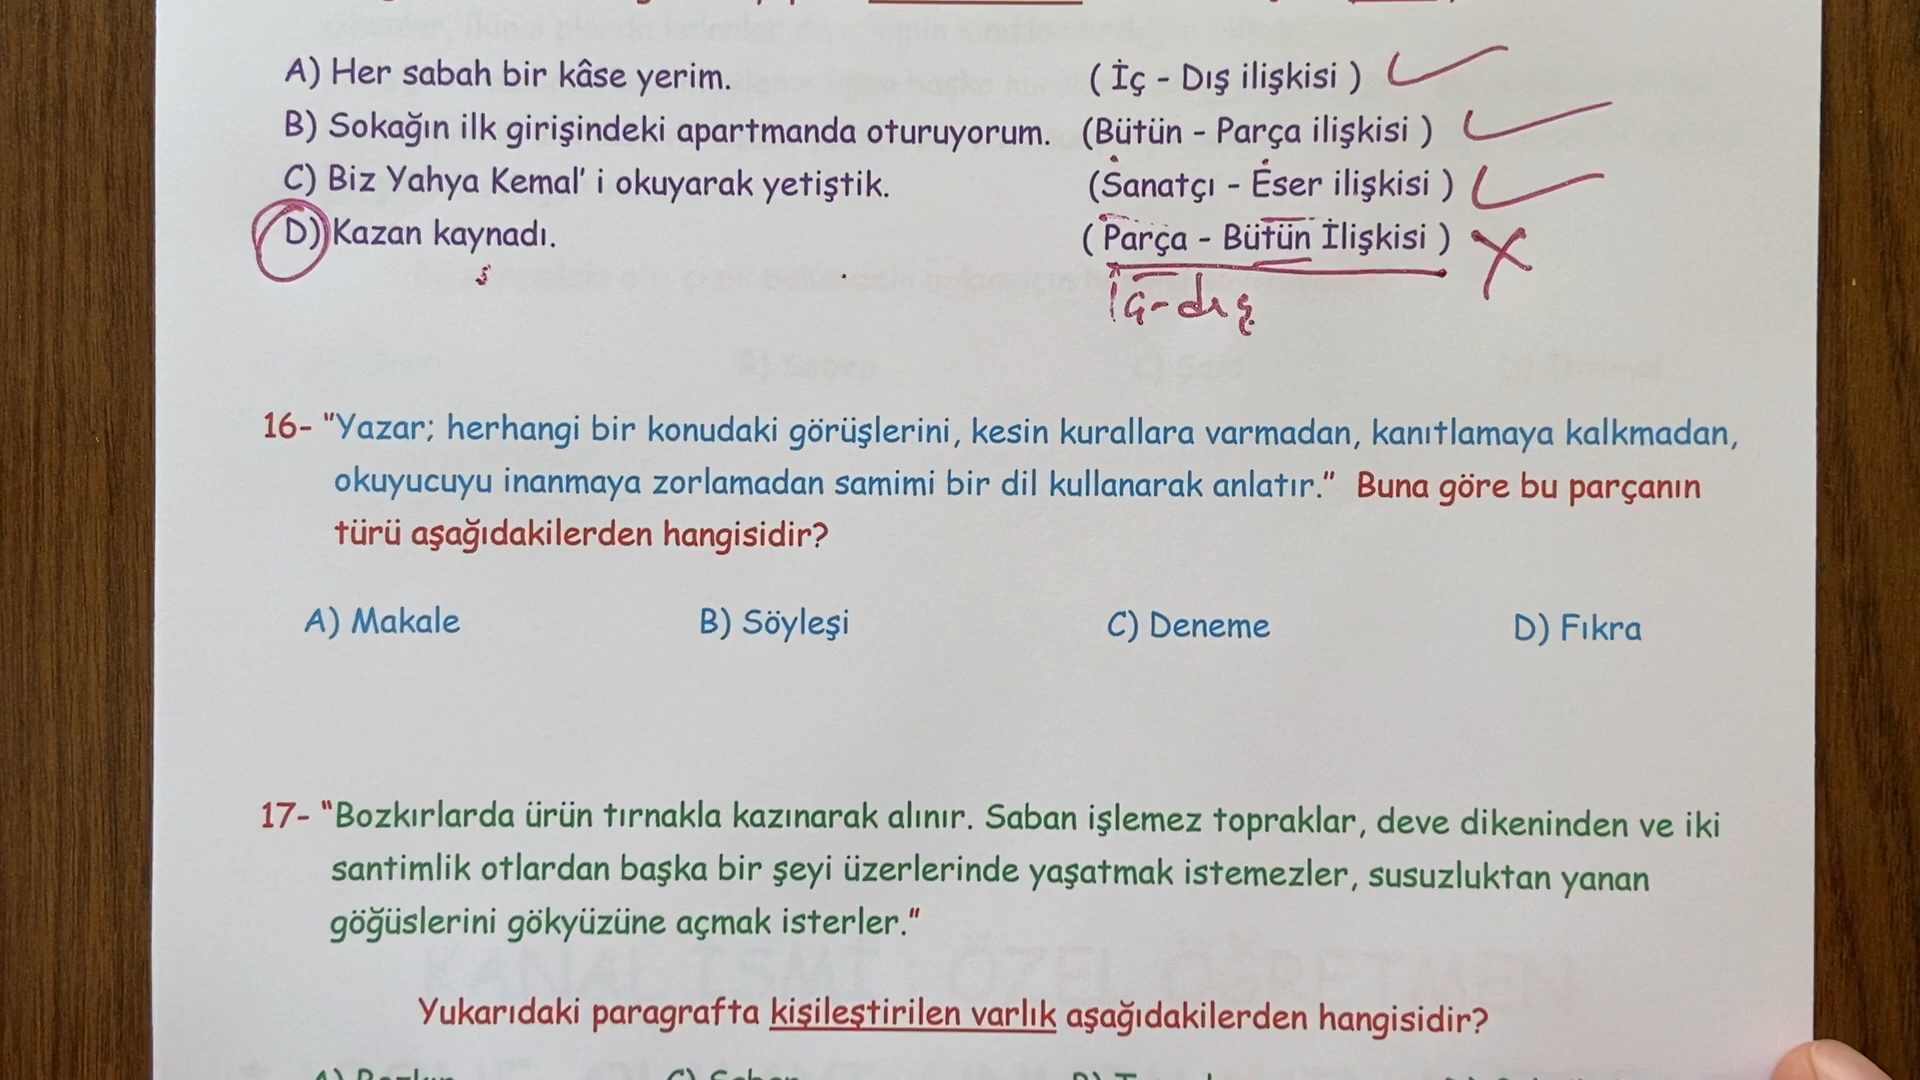 A) Her sabah bir kâse yerim. ( İç - Dış ilişkisi )
B) Sokağın ilk girişindeki apartmanda oturuyorum. (Bütün - Parça ilişkisi )
C) Biz Yahya Kemal' i okuyarak yetiştik. (Sanatçı - Eser ilişkisi )
D) Kazan kaynadı. ( Parça - Bütün İlişkisi )
İç-dış
16- "Yazar; herhangi bir konudaki görüşlerini, kesin kurallara varmadan, kanıtlamaya kalkmadan,
okuyucuyu inanmaya zorlamadan samimi bir dil kullanarak anlatır." Buna göre bu parçanın
türü aşağıdakilerden hangisidir?
A) Makale B) Söyleşi C) Deneme D) Fıkra
17- "Bozkırlarda ürün tırnakla kazınarak alınır. Saban işlemez topraklar, deve dikeninden ve iki
santimlik otlardan başka bir şeyi üzerlerinde yaşatmak istemezler, susuzluktan yanan
göğüslerini gökyüzüne açmak isterler."
KANAL İSMİ : ÖZEL ÖĞRETMEN
Yukarıdaki paragrafta kişileştirilen varlık aşağıdakilerden hangisidir?